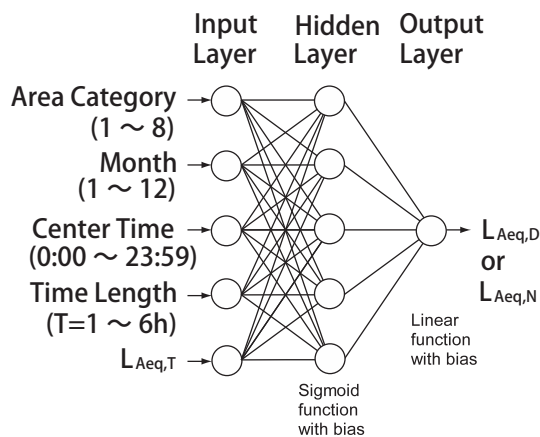 Input Layer
Hidden Layer
Output Layer
Area Category
(1 ～ 8)
Month
(1 ～ 12)
Center Time
(0:00 ～ 23:59)
Time Length
(T=1 ～ 6h)
LAeq,T
LAeq,D
or
LAeq,N
Linear
function
with bias
Sigmoid
function
with bias